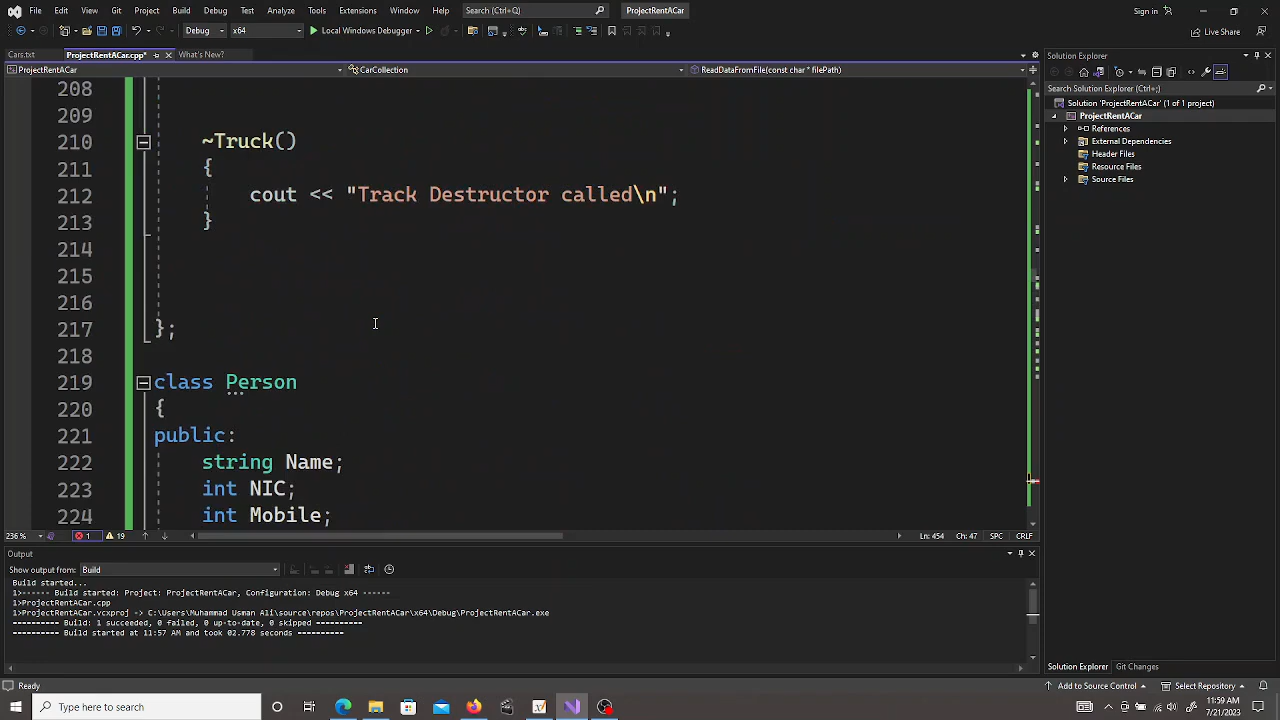 File Edit View Git Project Build Debug Test Analyze Tools Extensions Window Help Search (Ctrl+Q) ProjectRentACar Sign in
Debug x64 Local Windows Debugger Live Share
Cars.txt ProjectRentACar.cpp* What's New?
ProjectRentACar CarCollection ReadDataFromFile(const char * filePath)
208
209
210 ~Truck()
211 {
212 cout << "Track Destructor called\n";
213 }
214
215
216
217 };
218
219 class Person
220 {
221 public:
222 string Name;
223 int NIC;
224 int Mobile;
236 % 1 19 Ln: 454 Ch: 47 SPC CRLF
Solution Explorer
Search Solution Explorer (Ctrl+;)
Solution 'ProjectRentACar' (1 of 1 project)
ProjectRentACar
References
External Dependencies
Header Files
Resource Files
Source Files
Output
Show output from: Build
Build started...
1>------ Build started: Project: ProjectRentACar, Configuration: Debug x64 ------
1>ProjectRentACar.cpp
1>ProjectRentACar.vcxproj -> C:\Users\Muhammad Usman Ali\source\repos\ProjectRentACar\x64\Debug\ProjectRentACar.exe
========== Build: 1 succeeded, 0 failed, 0 up-to-date, 0 skipped ==========
========== Build started at 11:57 AM and took 02.778 seconds ==========
Solution Explorer Git Changes
Ready Add to Source Control Select Repository
Type here to search
11:59 AM
7/21/2023